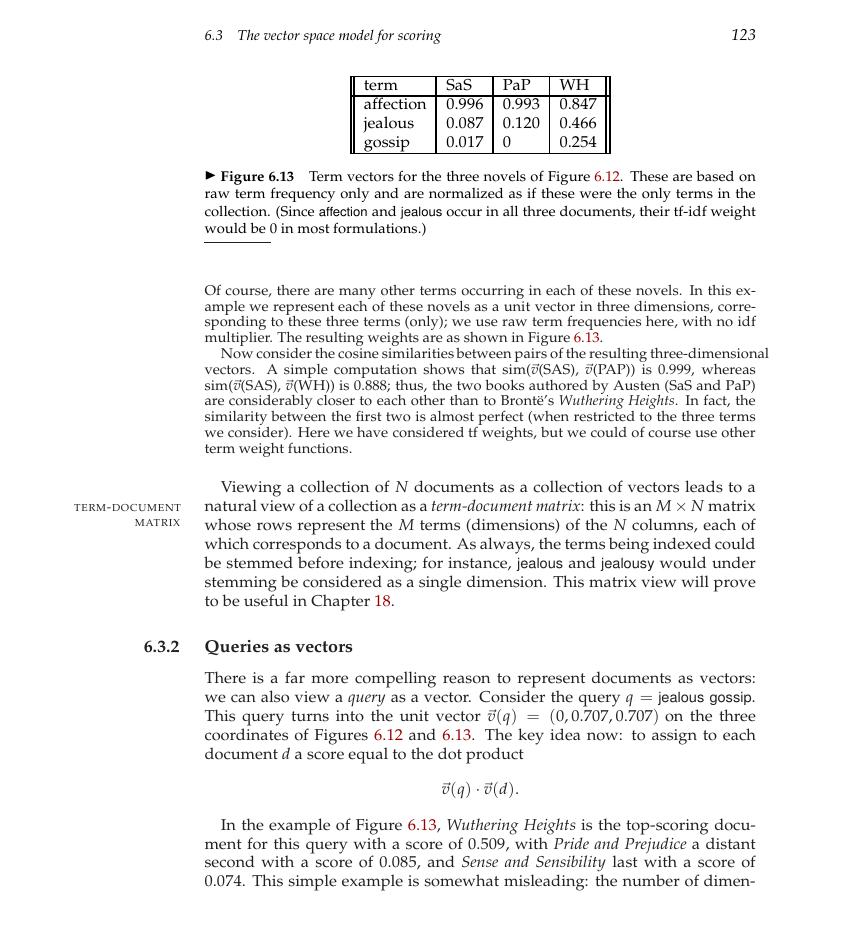 6.3 The vector space model for scoring 123
term SaS PaP WH
affection 0.996 0.993 0.847
jealous 0.087 0.120 0.466
gossip 0.017 0 0.254
▶ Figure 6.13 Term vectors for the three novels of Figure 6.12. These are based on
raw term frequency only and are normalized as if these were the only terms in the
collection. (Since affection and jealous occur in all three documents, their tf-idf weight
would be 0 in most formulations.)
Of course, there are many other terms occurring in each of these novels. In this ex-
ample we represent each of these novels as a unit vector in three dimensions, corre-
sponding to these three terms (only); we use raw term frequencies here, with no idf
multiplier. The resulting weights are as shown in Figure 6.13.
Now consider the cosine similarities between pairs of the resulting three-dimensional
vectors. A simple computation shows that sim(v⃗(SAS), v⃗(PAP)) is 0.999, whereas
sim(v⃗(SAS), v⃗(WH)) is 0.888; thus, the two books authored by Austen (SaS and PaP)
are considerably closer to each other than to Brontë's Wuthering Heights. In fact, the
similarity between the first two is almost perfect (when restricted to the three terms
we consider). Here we have considered tf weights, but we could of course use other
term weight functions.
Viewing a collection of N documents as a collection of vectors leads to a
TERM-DOCUMENT
MATRIX
natural view of a collection as a term-document matrix: this is an M × N matrix
whose rows represent the M terms (dimensions) of the N columns, each of
which corresponds to a document. As always, the terms being indexed could
be stemmed before indexing; for instance, jealous and jealousy would under
stemming be considered as a single dimension. This matrix view will prove
to be useful in Chapter 18.
6.3.2 Queries as vectors
There is a far more compelling reason to represent documents as vectors:
we can also view a query as a vector. Consider the query q = jealous gossip.
This query turns into the unit vector v⃗(q) = (0, 0.707, 0.707) on the three
coordinates of Figures 6.12 and 6.13. The key idea now: to assign to each
document d a score equal to the dot product
v⃗(q) · v⃗(d).
In the example of Figure 6.13, Wuthering Heights is the top-scoring docu-
ment for this query with a score of 0.509, with Pride and Prejudice a distant
second with a score of 0.085, and Sense and Sensibility last with a score of
0.074. This simple example is somewhat misleading: the number of dimen-